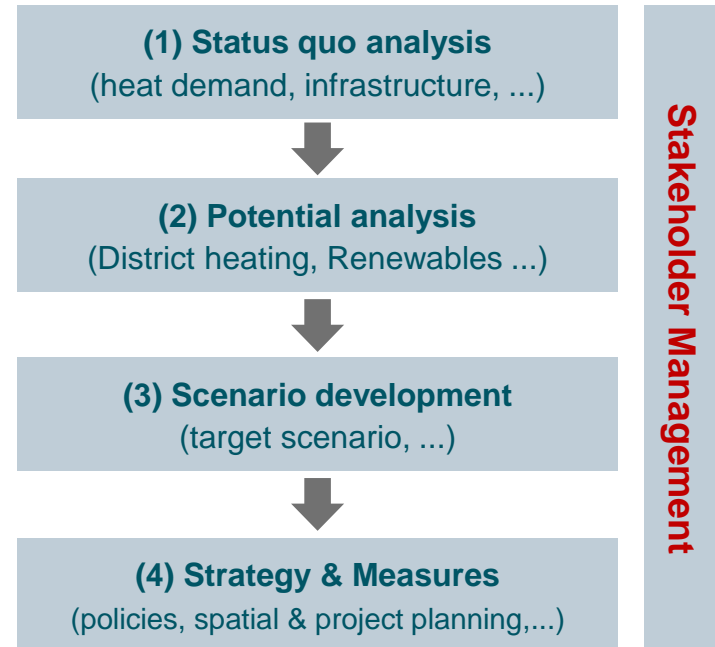 (1) Status quo analysis
(heat demand, infrastructure, ...)
(2) Potential analysis
(District heating, Renewables ...)
(3) Scenario development
(target scenario, ...)
(4) Strategy & Measures
(policies, spatial & project planning,...)
Stakeholder Management